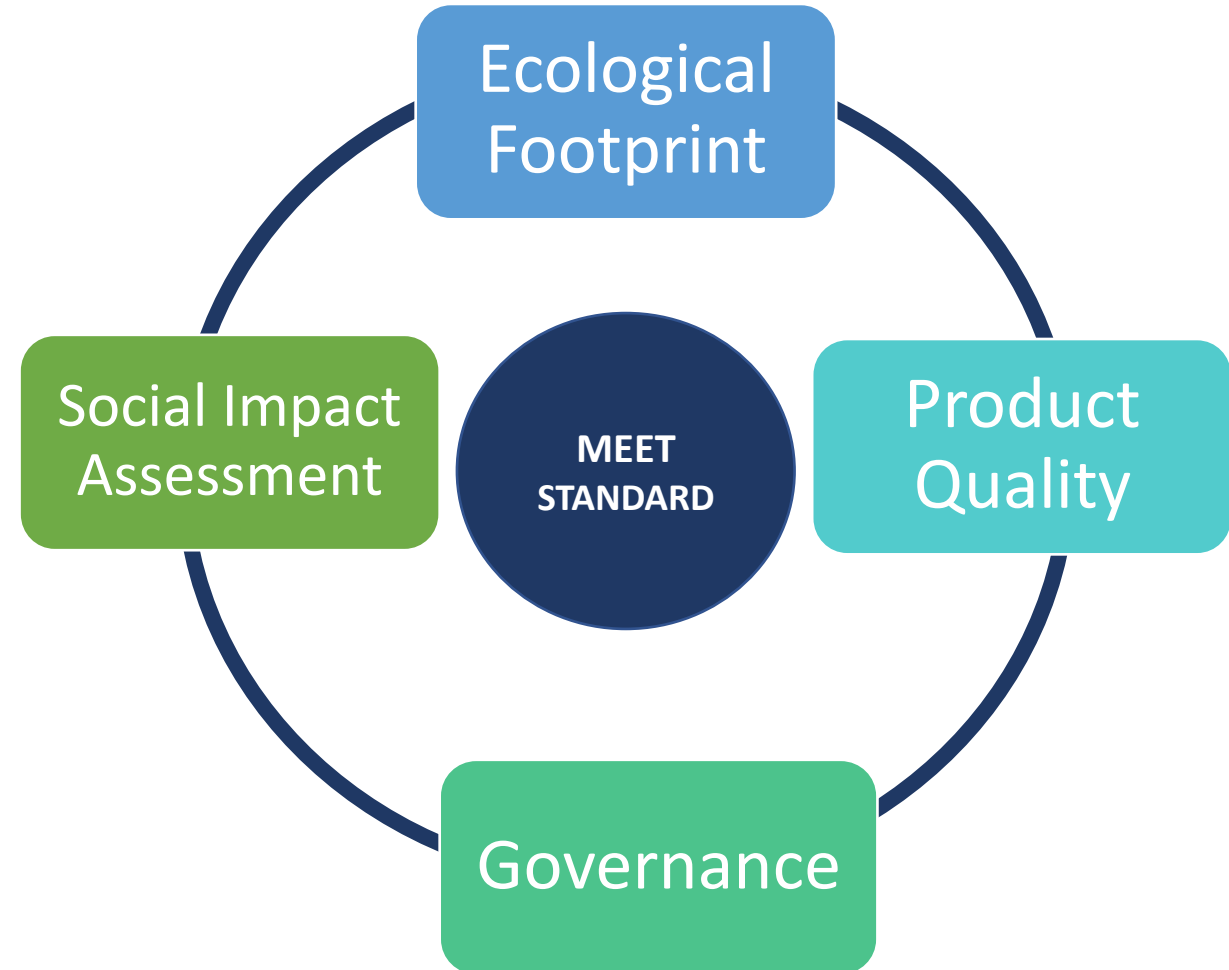 Ecological
Footprint
Social Impact
Assessment
MEET
STANDARD
Product
Quality
Governance